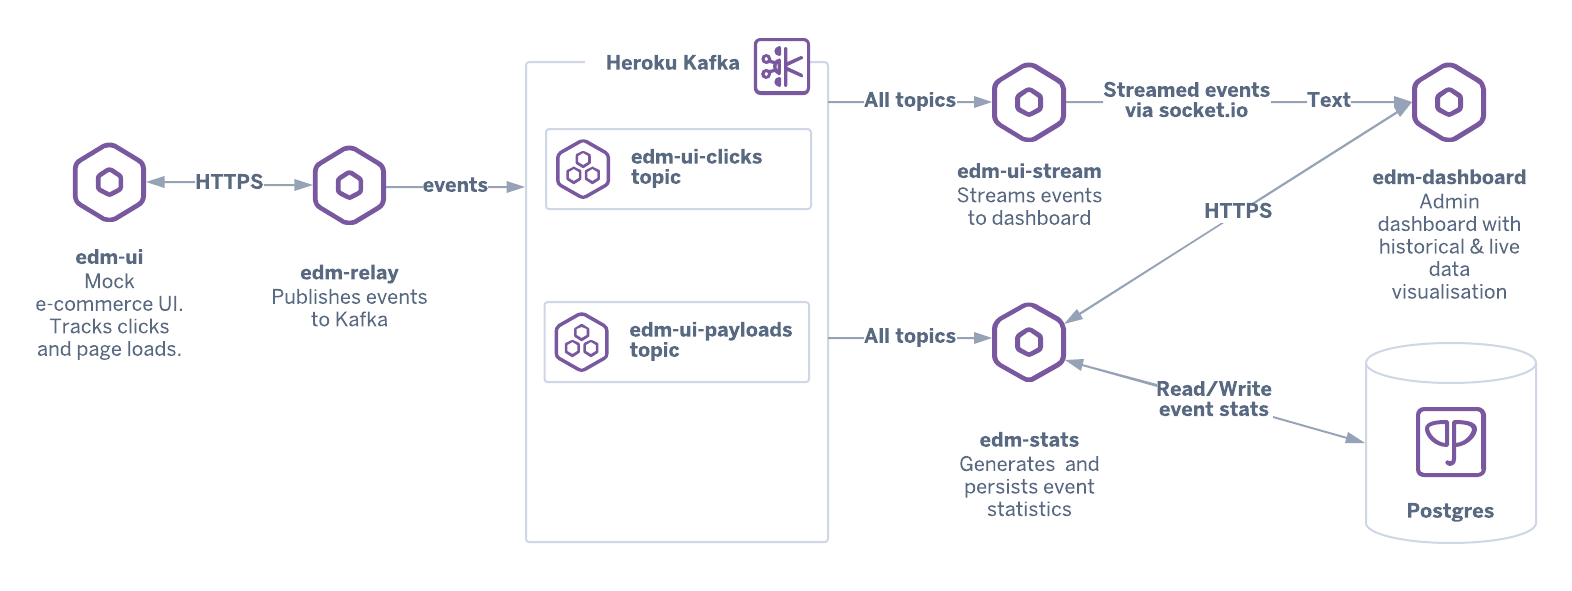 edm-ui
Mock
e-commerce UI.
Tracks clicks
and page loads.
HTTPS
edm-relay
Publishes events
to Kafka
events
Heroku Kafka
edm-ui-clicks
topic
edm-ui-payloads
topic
All topics
All topics
edm-ui-stream
Streams events
to dashboard
Streamed events
via socket.io
Text
edm-dashboard
Admin
dashboard with
historical & live
data
visualisation
HTTPS
edm-stats
Generates and
persists event
statistics
Read/Write
event stats
Postgres